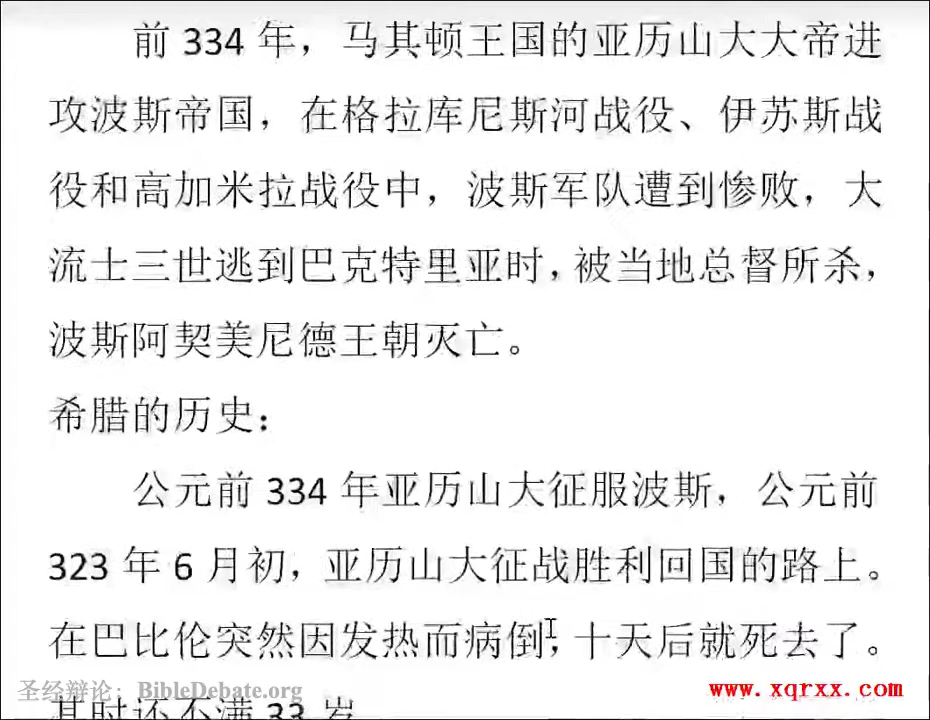 前 334 年，马其顿王国的亚历山大大帝进
攻波斯帝国，在格拉库尼斯河战役、伊苏斯战
役和高加米拉战役中，波斯军队遭到惨败，大
流士三世逃到巴克特里亚时，被当地总督所杀，
波斯阿契美尼德王朝灭亡。
希腊的历史：
公元前 334 年亚历山大征服波斯，公元前
323 年 6 月初，亚历山大征战胜利回国的路上。
在巴比伦突然因发热而病倒，十天后就死去了。
其时还不满 33 岁
圣经辩论：BibleDebate.org
www.xqrxx.com